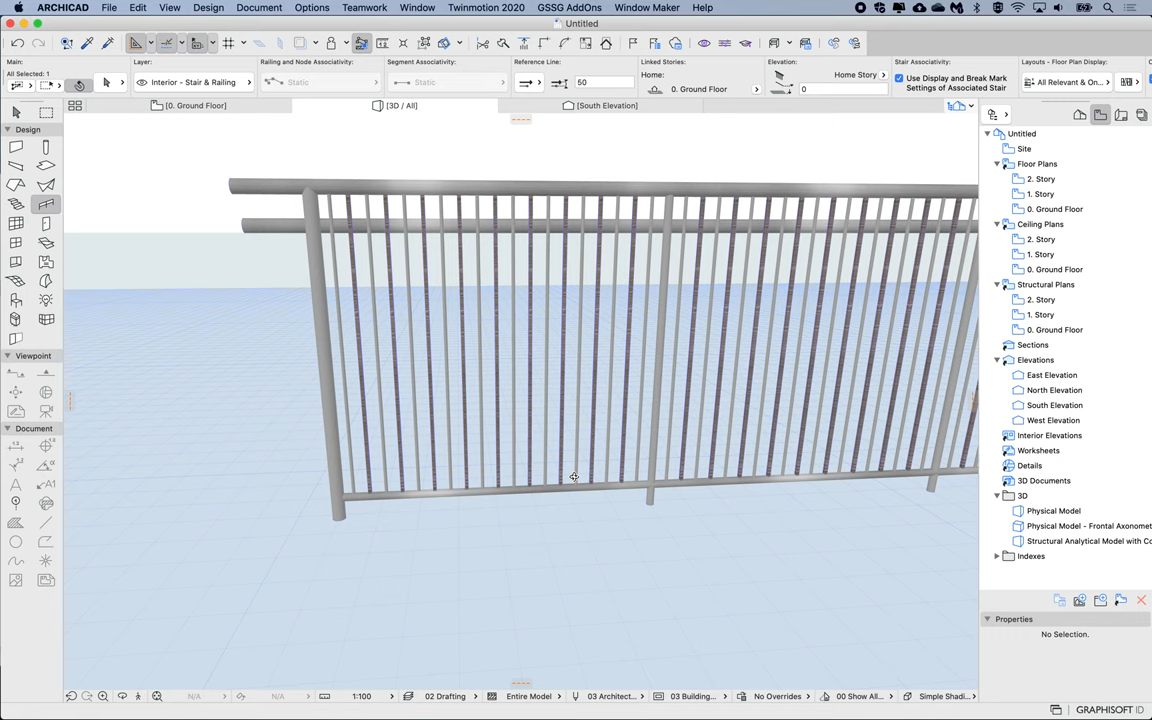 ARCHICAD File Edit View Design Document Options Teamwork Window Twinmotion 2020 GSSG AddOns Window Maker Help
Untitled
Main:
All Selected: 1
Layer:
Interior - Stair & Railing
Railing and Node Associativity:
Static
Segment Associativity:
Static
Reference Line:
50
Linked Stories:
Home:
0. Ground Floor
Elevation:
Home Story
0
Stair Associativity:
Use Display and Break Mark
Settings of Associated Stair
Layouts - Floor Plan Display:
All Relevant & On...
[0. Ground Floor]
[3D / All]
[South Elevation]
Design
Viewpoint
Document
A
A1
Untitled
Site
Floor Plans
2. Story
1. Story
0. Ground Floor
Ceiling Plans
2. Story
1. Story
0. Ground Floor
Structural Plans
2. Story
1. Story
0. Ground Floor
Sections
Elevations
East Elevation
North Elevation
South Elevation
West Elevation
Interior Elevations
Worksheets
Details
3D Documents
3D
Physical Model
Physical Model - Frontal Axonomet
Structural Analytical Model with Co
Indexes
Properties
No Selection.
N/A
N/A
1:100
02 Drafting
Entire Model
03 Architect...
03 Building...
No Overrides
00 Show All...
Simple Shadi...
GRAPHISOFT ID